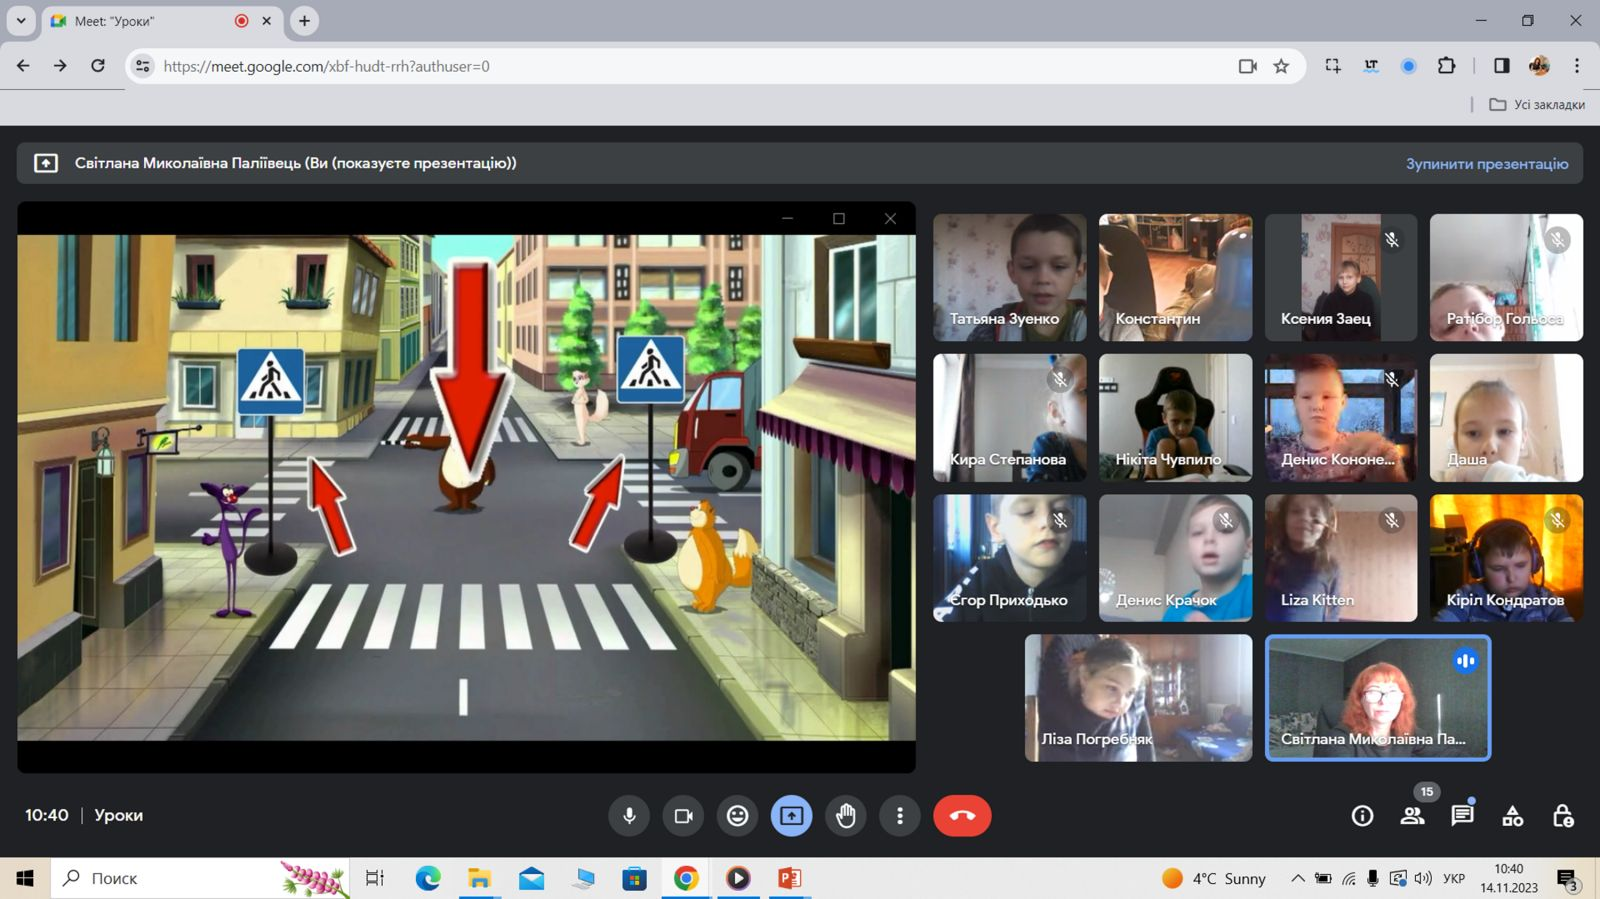 Meet: "Уроки"
https://meet.google.com/xbf-hudt-rrh?authuser=0
LT
Усі закладки
Світлана Миколаївна Паліївець (Ви (показуєте презентацію))
Зупинити презентацію
Татьяна Зуенко
Константин
Ксения Заец
Ратібор Гольоса
Кира Степанова
Нікіта Чувпило
Денис Кононе...
Даша
Єгор Приходько
Денис Крачок
Liza Kitten
Кіріл Кондратов
Ліза Погребняк
Світлана Миколаївна Па...
10:40 | Уроки
15
Поиск
4°C Sunny
УКР
10:40
14.11.2023
3